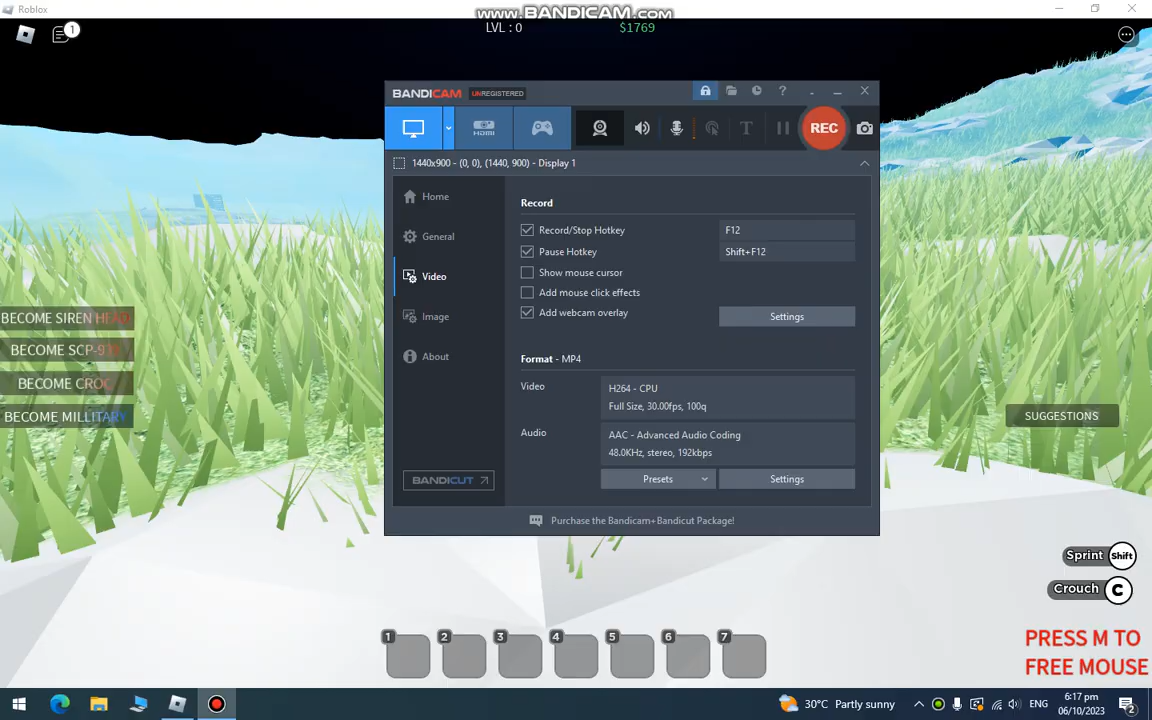 Roblox
www.BANDICAM.com
1
LVL : 0
$1769
BANDICAM UNREGISTERED
?
HDMI
T
REC
1440x900 - (0, 0), (1440, 900) - Display 1
Home
General
Video
Image
About
BANDICUT
Record
Record/Stop Hotkey
F12
Pause Hotkey
Shift+F12
Show mouse cursor
Add mouse click effects
Add webcam overlay
Settings
Format - MP4
Video
H264 - CPU
Full Size, 30.00fps, 100q
Audio
AAC - Advanced Audio Coding
48.0KHz, stereo, 192kbps
Presets
Settings
Purchase the Bandicam+Bandicut Package!
BECOME SIREN HEAD
BECOME SCP-939
BECOME CROC
BECOME MILLITARY
SUGGESTIONS
Sprint Shift
Crouch C
PRESS M TO
FREE MOUSE
1 2 3 4 5 6 7
30°C Partly sunny
ENG
6:17 pm
06/10/2023
2